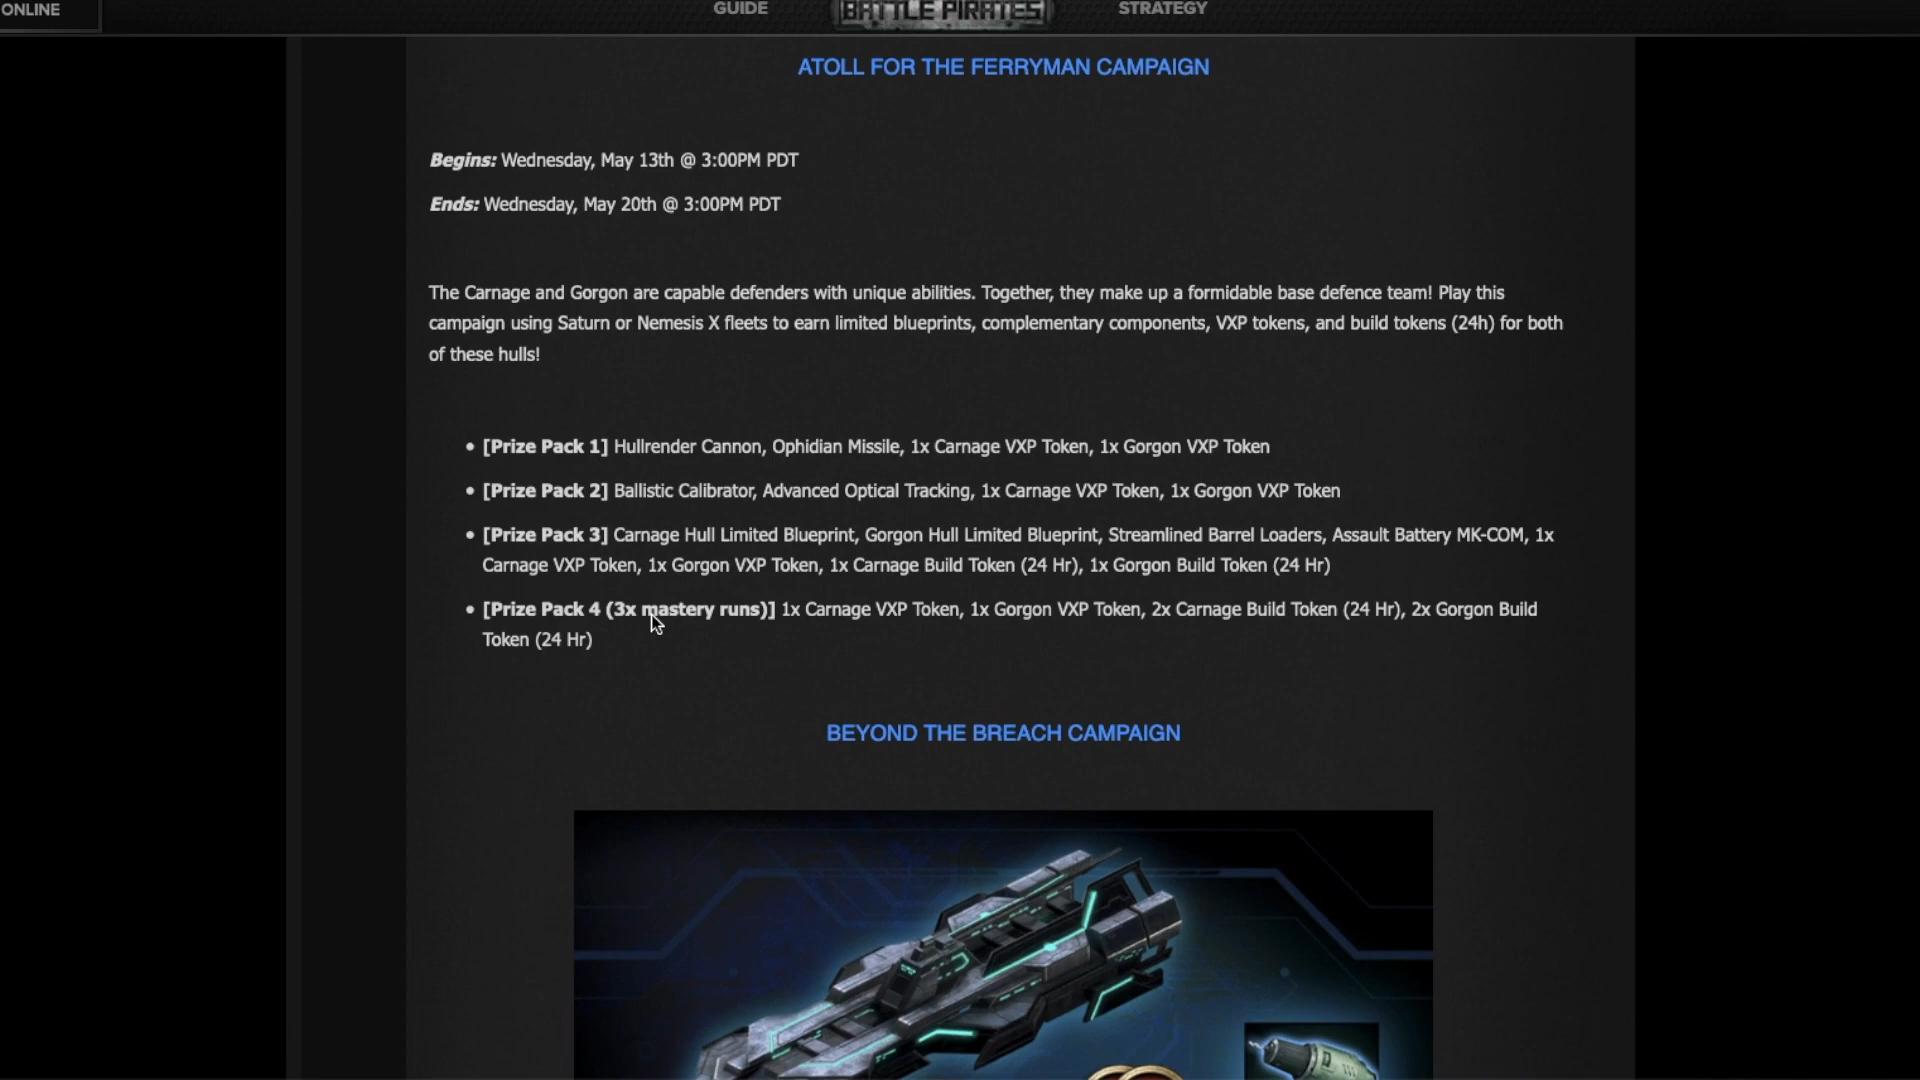 ONLINE
GUIDE
BATTLE PIRATES
STRATEGY
ATOLL FOR THE FERRYMAN CAMPAIGN
Begins: Wednesday, May 13th @ 3:00PM PDT
Ends: Wednesday, May 20th @ 3:00PM PDT
The Carnage and Gorgon are capable defenders with unique abilities. Together, they make up a formidable base defence team! Play this
campaign using Saturn or Nemesis X fleets to earn limited blueprints, complementary components, VXP tokens, and build tokens (24h) for both
of these hulls!
• [Prize Pack 1] Hullrender Cannon, Ophidian Missile, 1x Carnage VXP Token, 1x Gorgon VXP Token
• [Prize Pack 2] Ballistic Calibrator, Advanced Optical Tracking, 1x Carnage VXP Token, 1x Gorgon VXP Token
• [Prize Pack 3] Carnage Hull Limited Blueprint, Gorgon Hull Limited Blueprint, Streamlined Barrel Loaders, Assault Battery MK-COM, 1x
Carnage VXP Token, 1x Gorgon VXP Token, 1x Carnage Build Token (24 Hr), 1x Gorgon Build Token (24 Hr)
• [Prize Pack 4 (3x mastery runs)] 1x Carnage VXP Token, 1x Gorgon VXP Token, 2x Carnage Build Token (24 Hr), 2x Gorgon Build
Token (24 Hr)
BEYOND THE BREACH CAMPAIGN